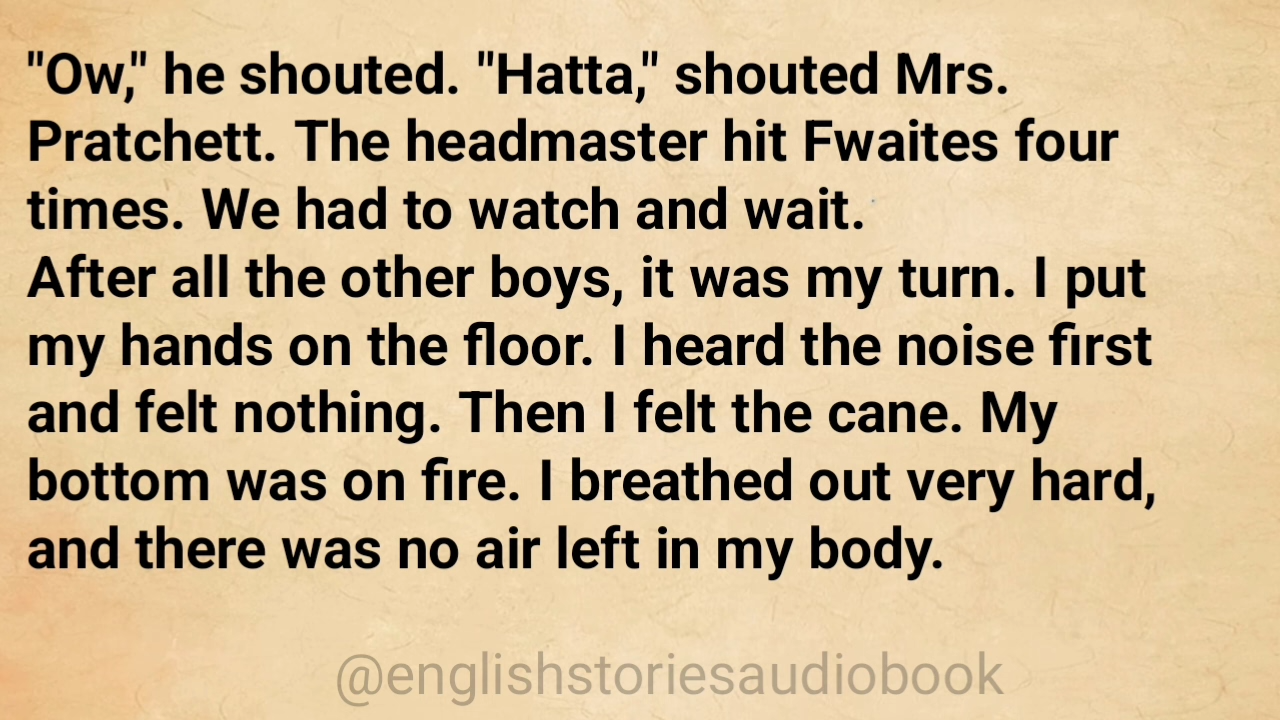 "Ow," he shouted. "Hatta," shouted Mrs.
Pratchett. The headmaster hit Fwaites four
times. We had to watch and wait.
After all the other boys, it was my turn. I put
my hands on the floor. I heard the noise first
and felt nothing. Then I felt the cane. My
bottom was on fire. I breathed out very hard,
and there was no air left in my body.
@englishstoriesaudiobook